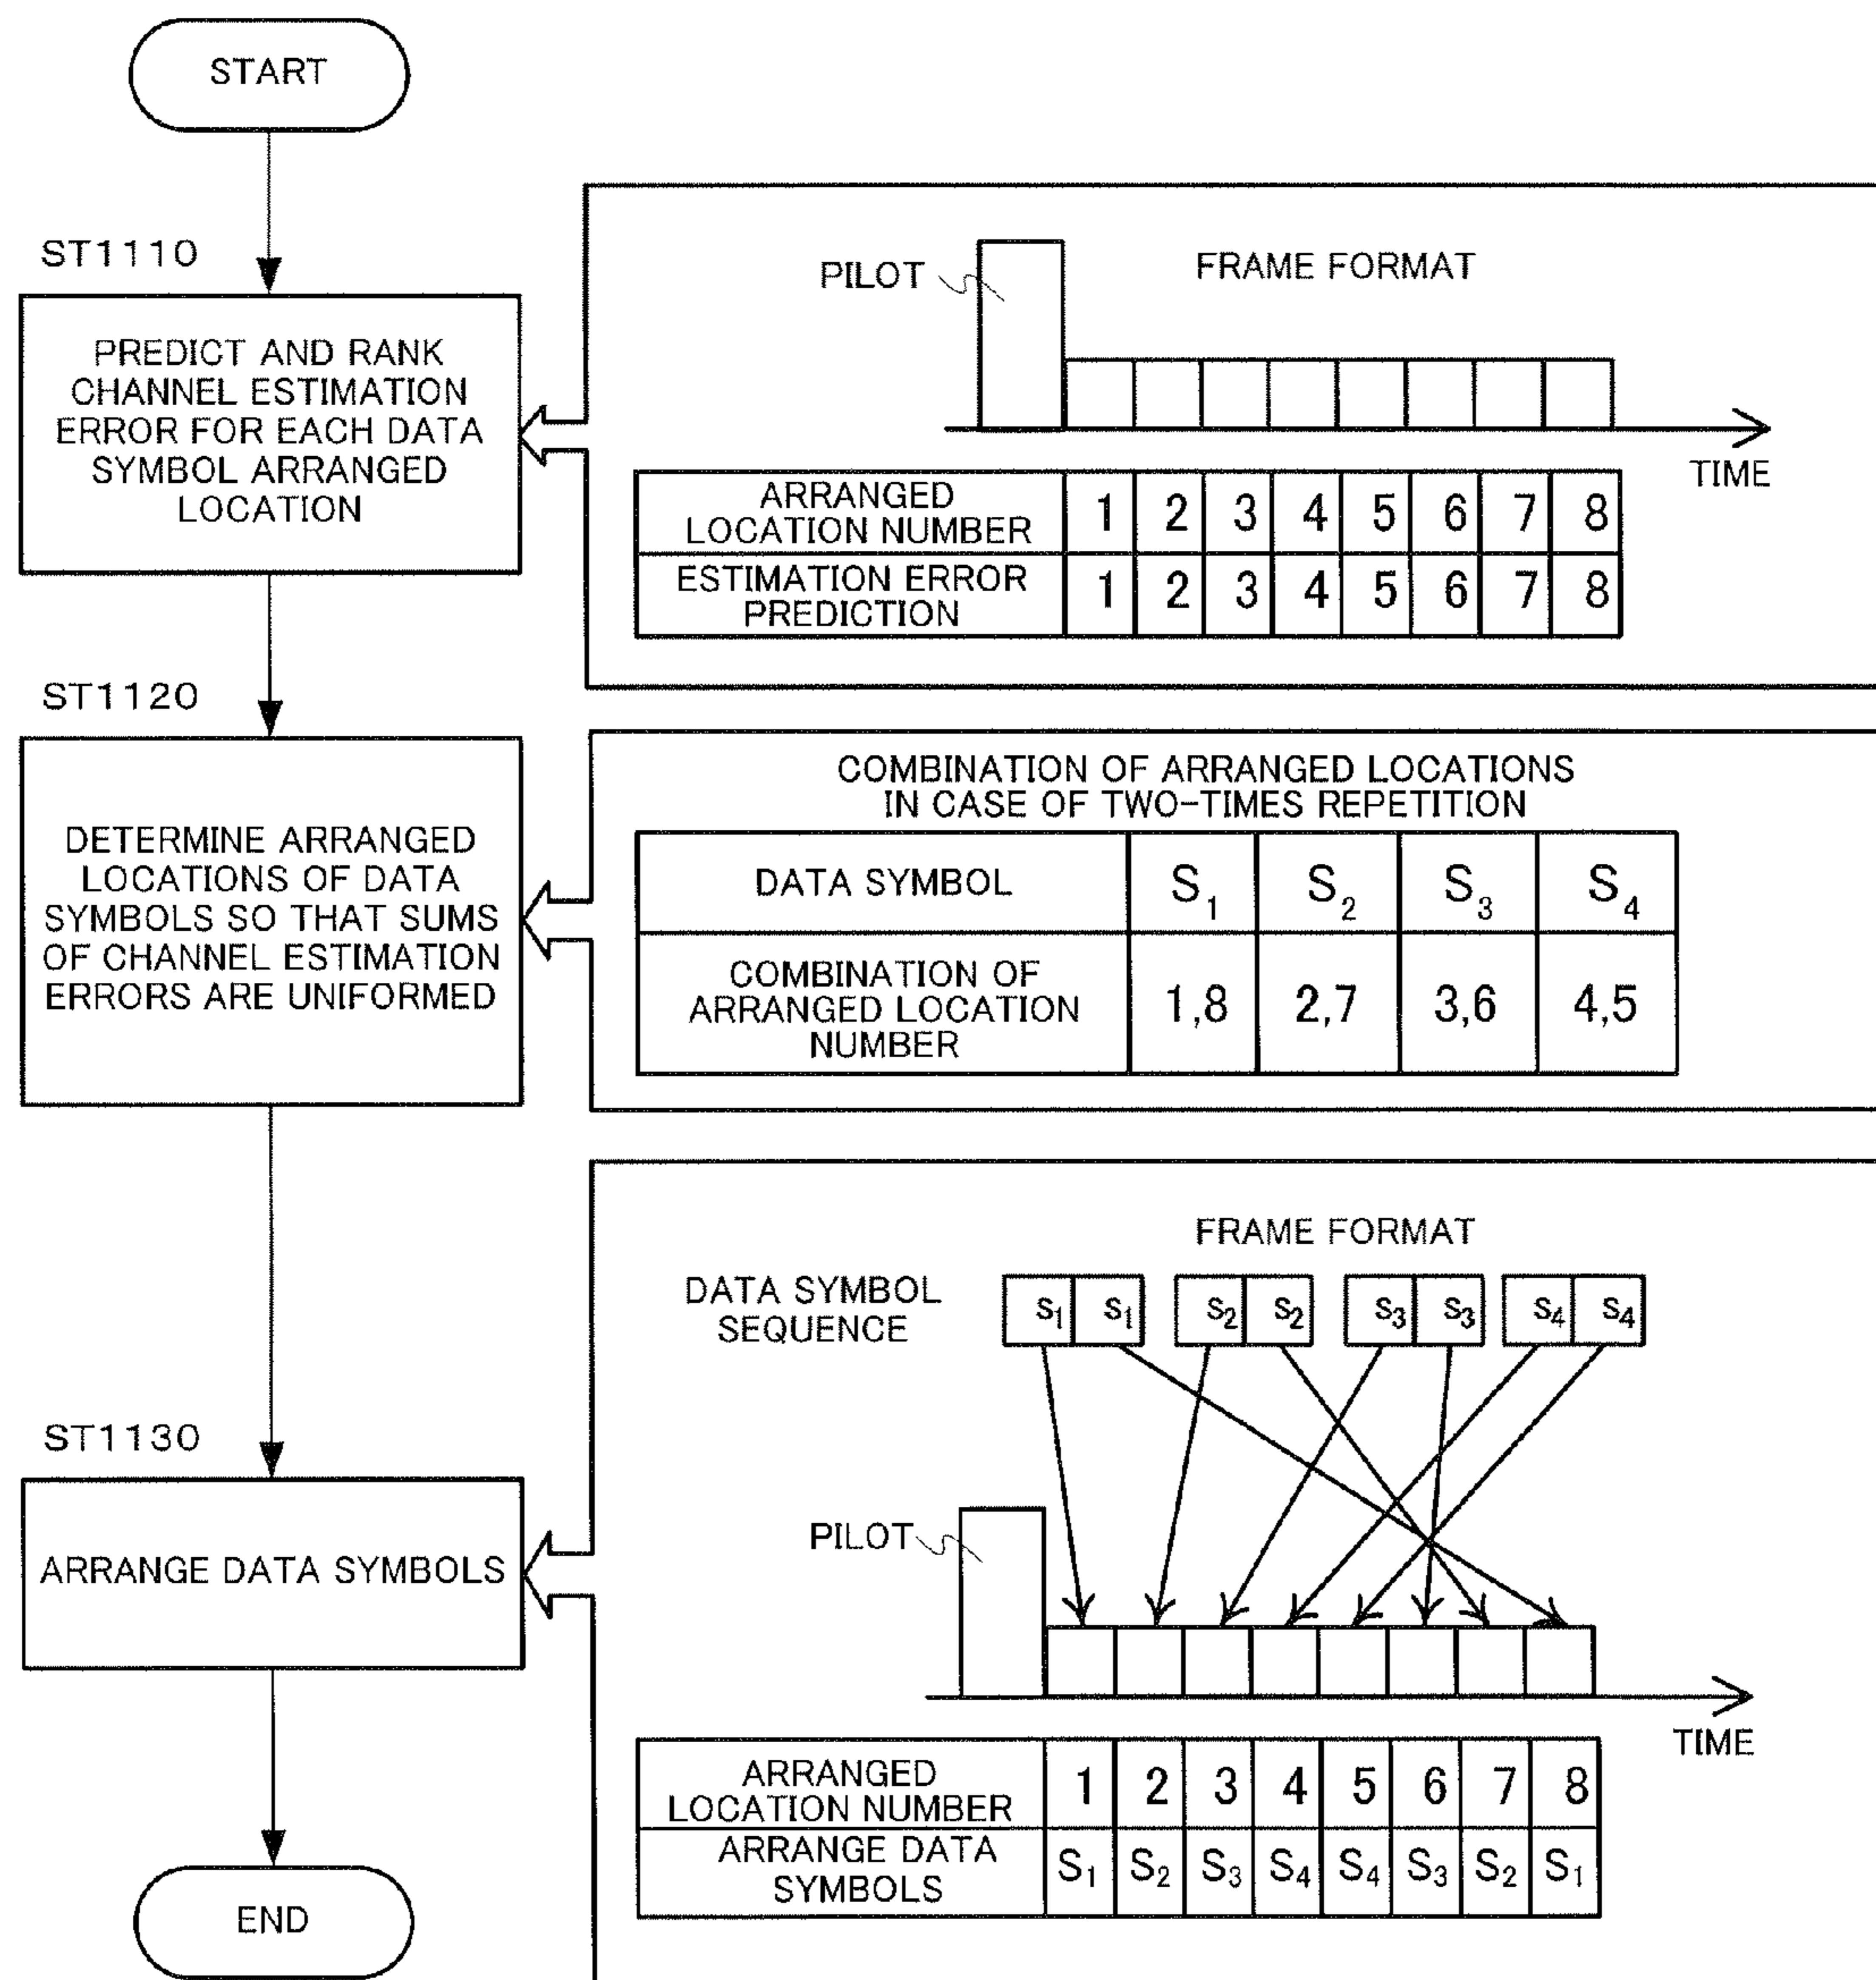 START
ST1110
PREDICT AND RANK
CHANNEL ESTIMATION
ERROR FOR EACH DATA
SYMBOL ARRANGED
LOCATION
PILOT
FRAME FORMAT
TIME
ARRANGED
LOCATION NUMBER
1 2 3 4 5 6 7 8
ESTIMATION ERROR
PREDICTION
1 2 3 4 5 6 7 8
ST1120
DETERMINE ARRANGED
LOCATIONS OF DATA
SYMBOLS SO THAT SUMS
OF CHANNEL ESTIMATION
ERRORS ARE UNIFORMED
COMBINATION OF ARRANGED LOCATIONS
IN CASE OF TWO-TIMES REPETITION
DATA SYMBOL S1 S2 S3 S4
COMBINATION OF
ARRANGED LOCATION
NUMBER
1,8 2,7 3,6 4,5
ST1130
ARRANGE DATA SYMBOLS
FRAME FORMAT
DATA SYMBOL
SEQUENCE
S1 S1 S2 S2 S3 S3 S4 S4
PILOT
TIME
ARRANGED
LOCATION NUMBER
1 2 3 4 5 6 7 8
ARRANGE DATA
SYMBOLS
S1 S2 S3 S4 S4 S3 S2 S1
END